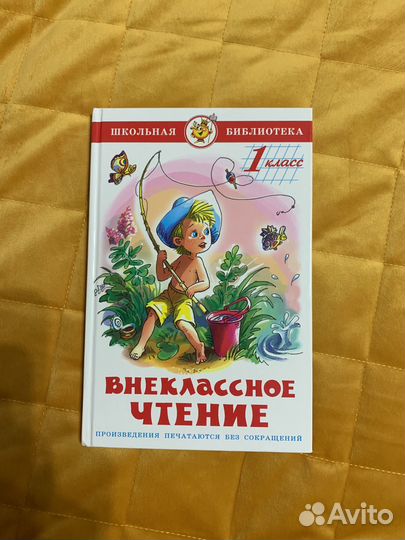 ШКОЛЬНАЯ БИБЛИОТЕКА
1 класс
ВНЕКЛАССНОЕ
ЧТЕНИЕ
ПРОИЗВЕДЕНИЯ ПЕЧАТАЮТСЯ БЕЗ СОКРАЩЕНИЙ
Avito